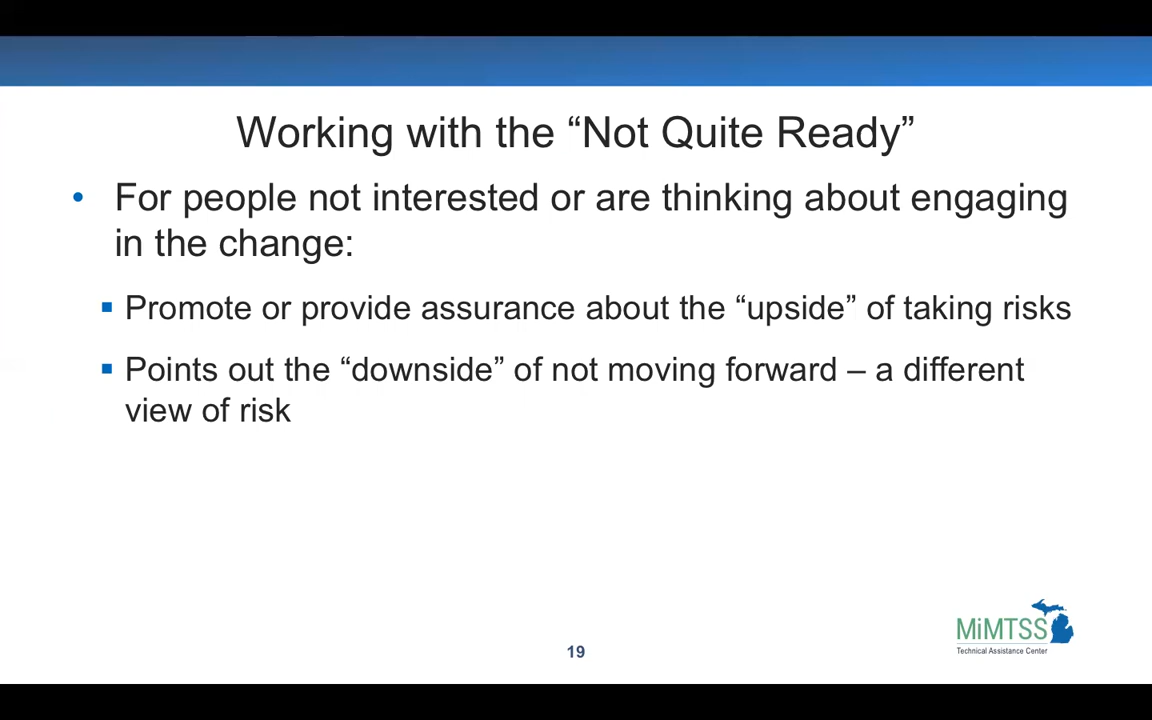 Working with the “Not Quite Ready”
• For people not interested or are thinking about engaging
in the change:
▪ Promote or provide assurance about the “upside” of taking risks
▪ Points out the “downside” of not moving forward – a different
view of risk
19
MiMTSS
Technical Assistance Center